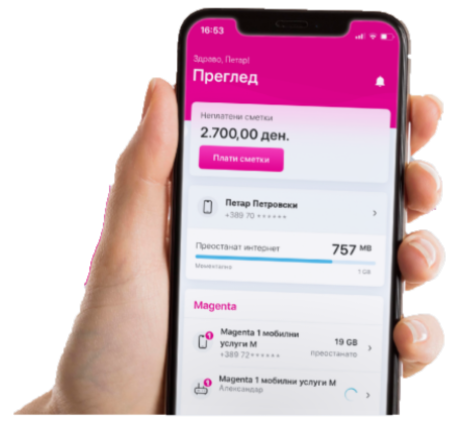 16:53
Здраво, Петар!
Преглед
Неплатени сметки
2.700,00 ден.
Плати сметки
Петар Петровски
+389 70 ••••••
Преостанат интернет 757 MB
1 GB
Magenta
Magenta 1 мобилни 19 GB
услуги M преостанато
+389 72••••••
Magenta 1 мобилни услуги M
Александар